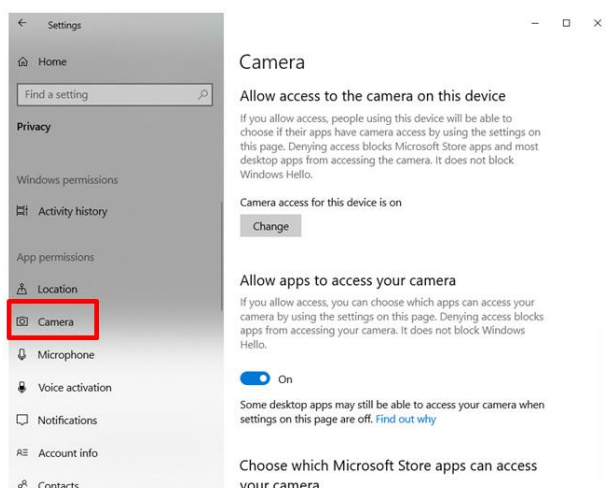 Settings
Home
Find a setting
Privacy
Windows permissions
Activity history
App permissions
Location
Camera
Microphone
Voice activation
Notifications
Account info
Contacts
Camera
Allow access to the camera on this device
If you allow access, people using this device will be able to
choose if their apps have camera access by using the settings on
this page. Denying access blocks Microsoft Store apps and most
desktop apps from accessing the camera. It does not block
Windows Hello.
Camera access for this device is on
Change
Allow apps to access your camera
If you allow access, you can choose which apps can access your
camera by using the settings on this page. Denying access blocks
apps from accessing your camera. It does not block Windows
Hello.
On
Some desktop apps may still be able to access your camera when
settings on this page are off. Find out why
Choose which Microsoft Store apps can access
your camera